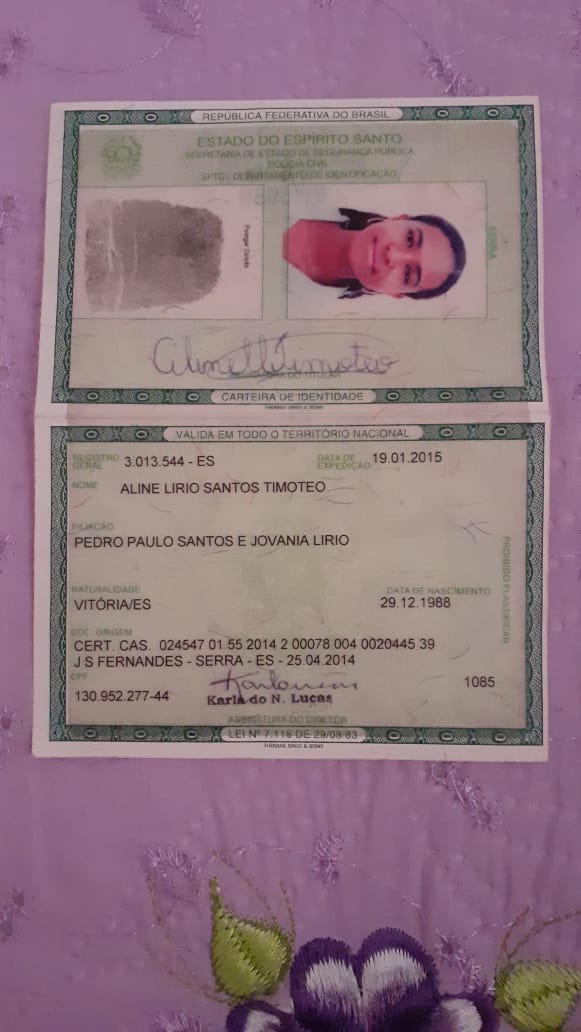 REPÚBLICA FEDERATIVA DO BRASIL
ESTADO DO ESPÍRITO SANTO
SECRETARIA DE ESTADO DE SEGURANÇA PÚBLICA
POLÍCIA CIVIL
SPTC - DEPARTAMENTO DE IDENTIFICAÇÃO
Polegar Direito
SERRA
ASSINATURA DO TITULAR
CARTEIRA DE IDENTIDADE
THOMAS GREG & SONS
VÁLIDA EM TODO O TERRITÓRIO NACIONAL
REGISTRO GERAL 3.013.544 - ES DATA DE EXPEDIÇÃO 19.01.2015
NOME ALINE LIRIO SANTOS TIMOTEO
FILIAÇÃO
PEDRO PAULO SANTOS E JOVANIA LIRIO
PROIBIDO PLASTIFICAR
NATURALIDADE DATA DE NASCIMENTO
VITÓRIA/ES 29.12.1988
DOC. ORIGEM
CERT. CAS. 024547 01 55 2014 2 00078 004 0020445 39
J S FERNANDES - SERRA - ES - 25.04.2014
CPF
130.952.277-44 Karla do N. Lucas 1085
ASSINATURA DO DIRETOR
LEI Nº 7.116 DE 29/08/83
THOMAS GREG & SONS